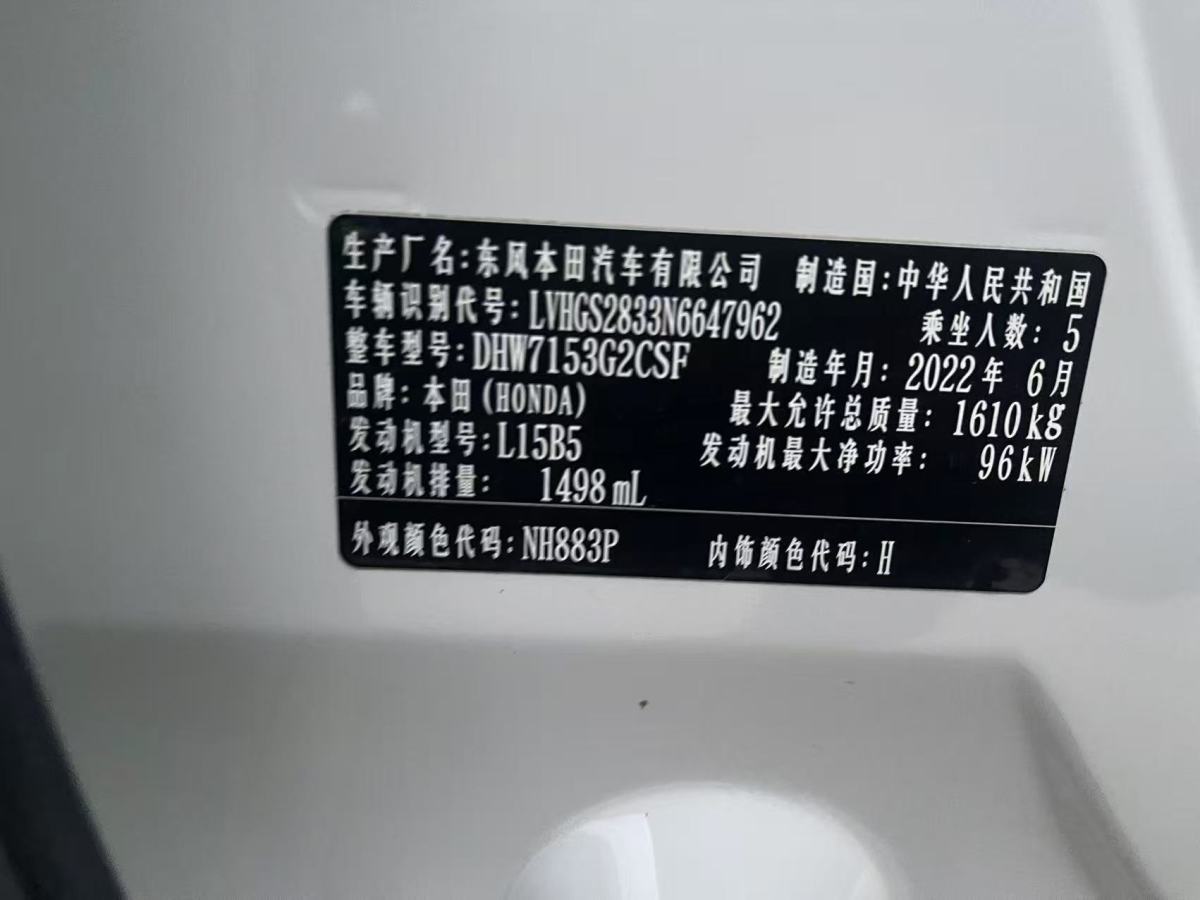 生产厂名:东风本田汽车有限公司 制造国:中华人民共和国
车辆识别代号:LVHGS2833N6647962 乘坐人数: 5
整车型号:DHW7153G2CSF 制造年月: 2022年 6月
品牌: 本田(HONDA) 最大允许总质量: 1610kg
发动机型号:L15B5 发动机最大净功率: 96kW
发动机排量: 1498mL
外观颜色代码:NH883P 内饰颜色代码:H